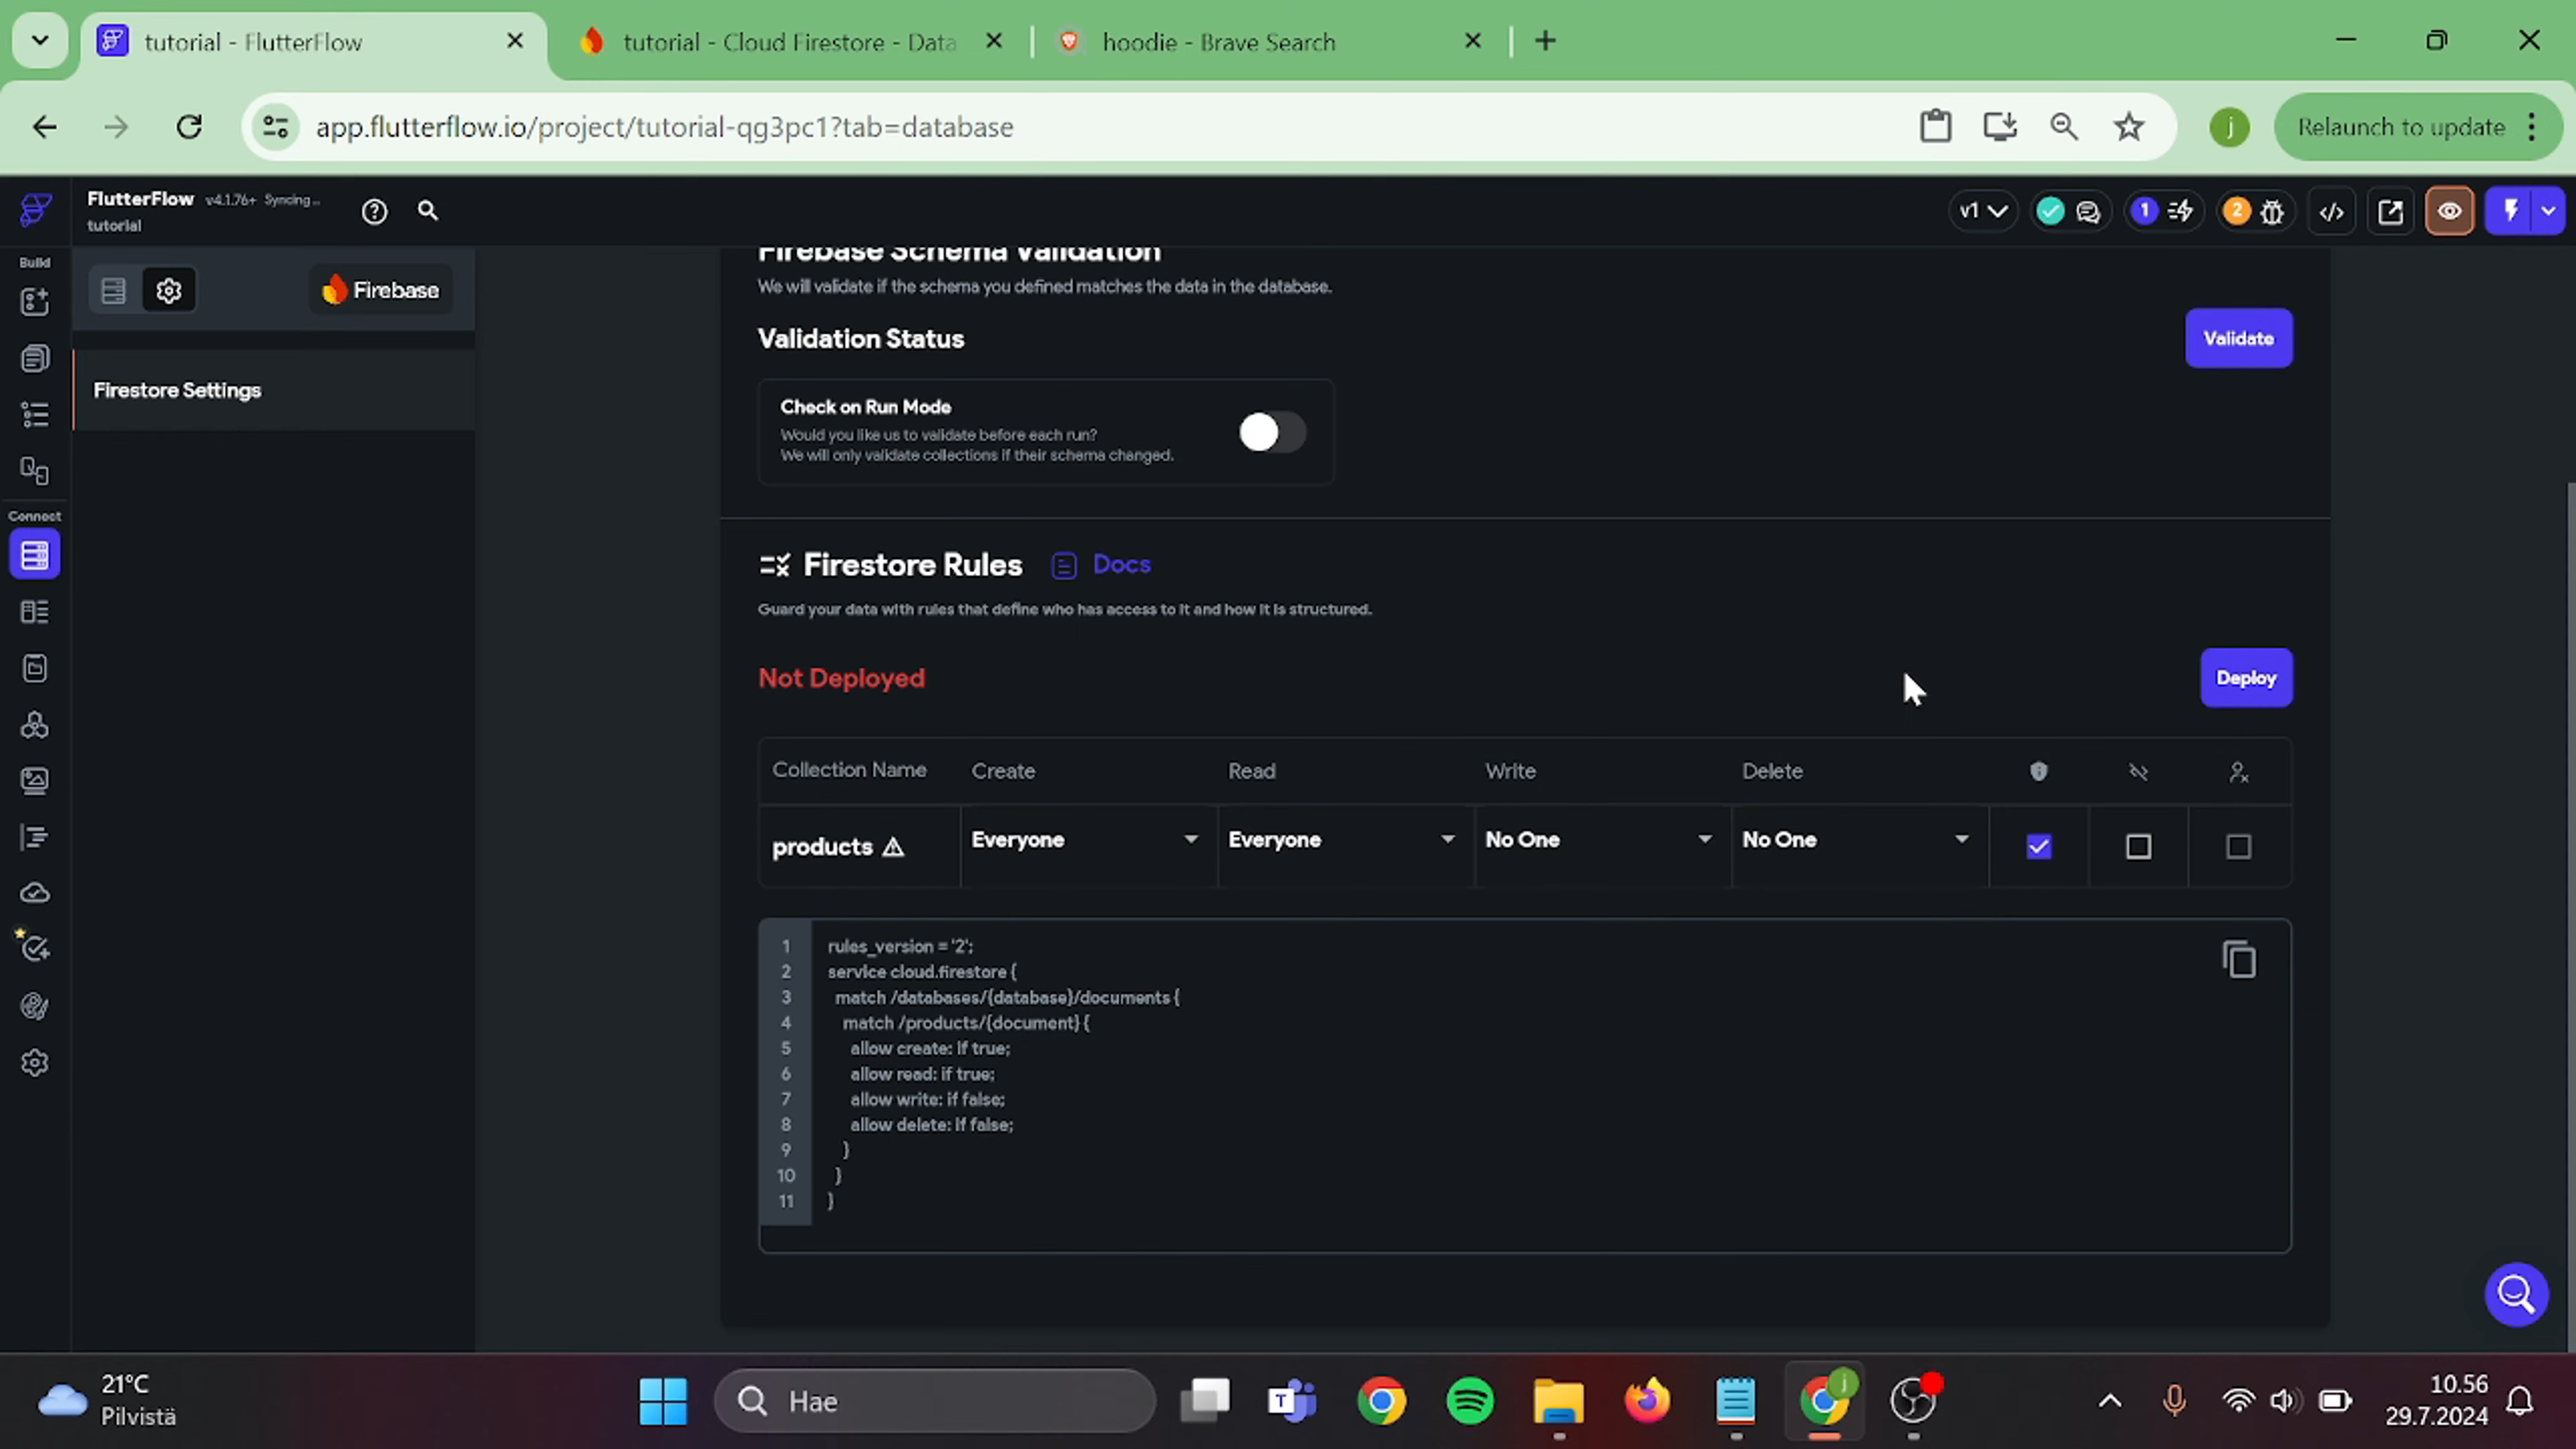 tutorial - FlutterFlow
tutorial - Cloud Firestore - Data
hoodie - Brave Search
app.flutterflow.io/project/tutorial-qg3pc1?tab=database
j
Relaunch to update
FlutterFlow v4.1.76+ Syncing...
tutorial
v1
1
2
Build
Firebase
Firestore Settings
Connect
Firebase Schema Validation
We will validate if the schema you defined matches the data in the database.
Validation Status
Validate
Check on Run Mode
Would you like us to validate before each run?
We will only validate collections if their schema changed.
Firestore Rules
Docs
Guard your data with rules that define who has access to it and how it is structured.
Not Deployed
Deploy
Collection Name Create Read Write Delete
products Everyone Everyone No One No One
1 rules_version = '2';
2 service cloud.firestore {
3 match /databases/{database}/documents {
4 match /products/{document} {
5 allow create: if true;
6 allow read: if true;
7 allow write: if false;
8 allow delete: if false;
9 }
10 }
11 }
21°C
Pilvistä
Hae
T
j
10.56
29.7.2024